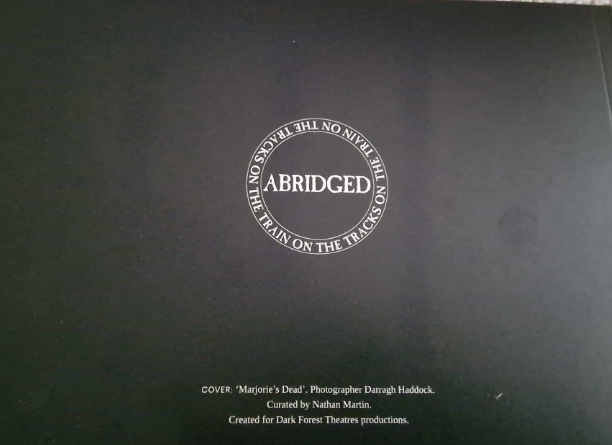 ON THE TRAIN ON THE TRACKS ON THE TRAIN ON THE TRACKS
ABRIDGED
COVER: ‘Marjorie’s Dead’. Photographer Darragh Haddock.
Curated by Nathan Martin.
Created for Dark Forest Theatres productions.